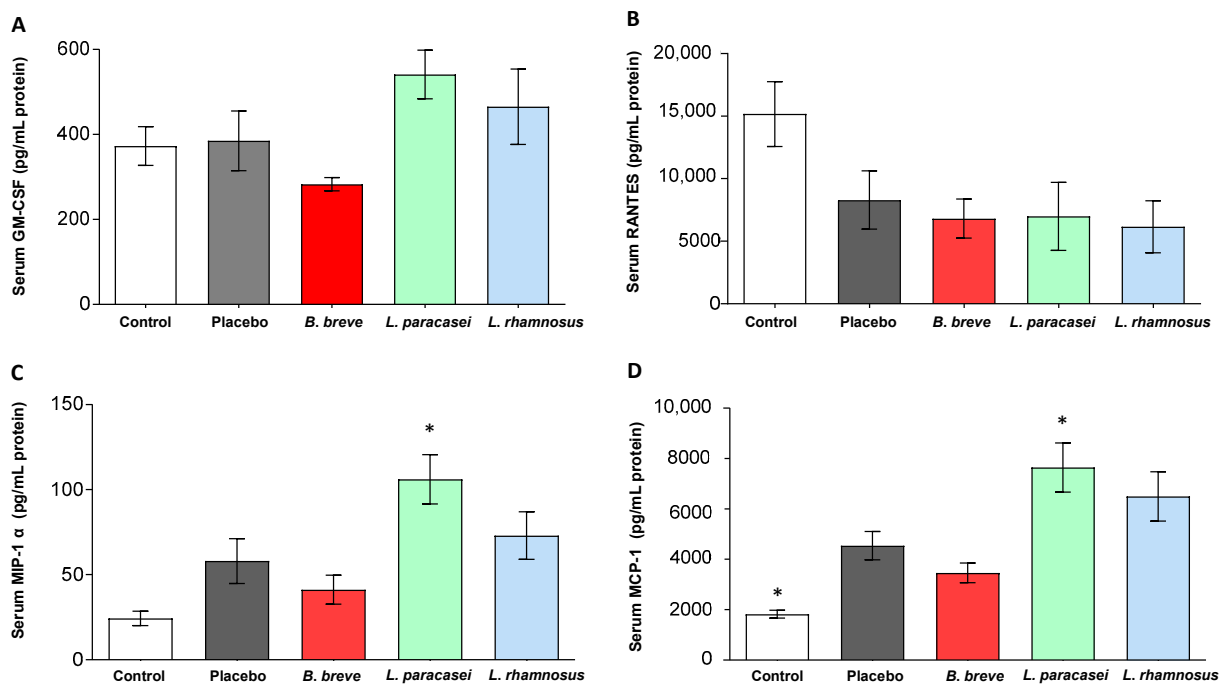 A
Serum GM-CSF (pg/mL protein)
600
400
200
0
Control Placebo B. breve L. paracasei L. rhamnosus
B
Serum RANTES (pg/mL protein)
20,000
15,000
10,000
5000
0
Control Placebo B. breve L. paracasei L. rhamnosus
C
Serum MIP-1 α (pg/mL protein)
150
100
50
0
*
Control Placebo B. breve L. paracasei L. rhamnosus
D
Serum MCP-1 (pg/mL protein)
10,000
8000
6000
4000
2000
0
*
*
Control Placebo B. breve L. paracasei L. rhamnosus